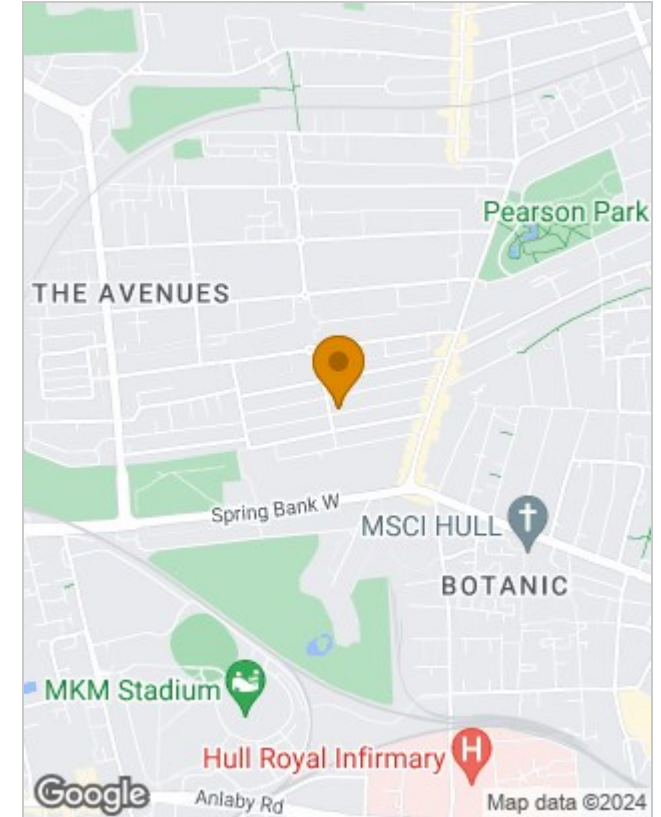 Pearson Park
THE AVENUES
Spring Bank W
MSCI HULL
BOTANIC
MKM Stadium
Hull Royal Infirmary
H
Google
Anlaby Rd
Map data ©2024